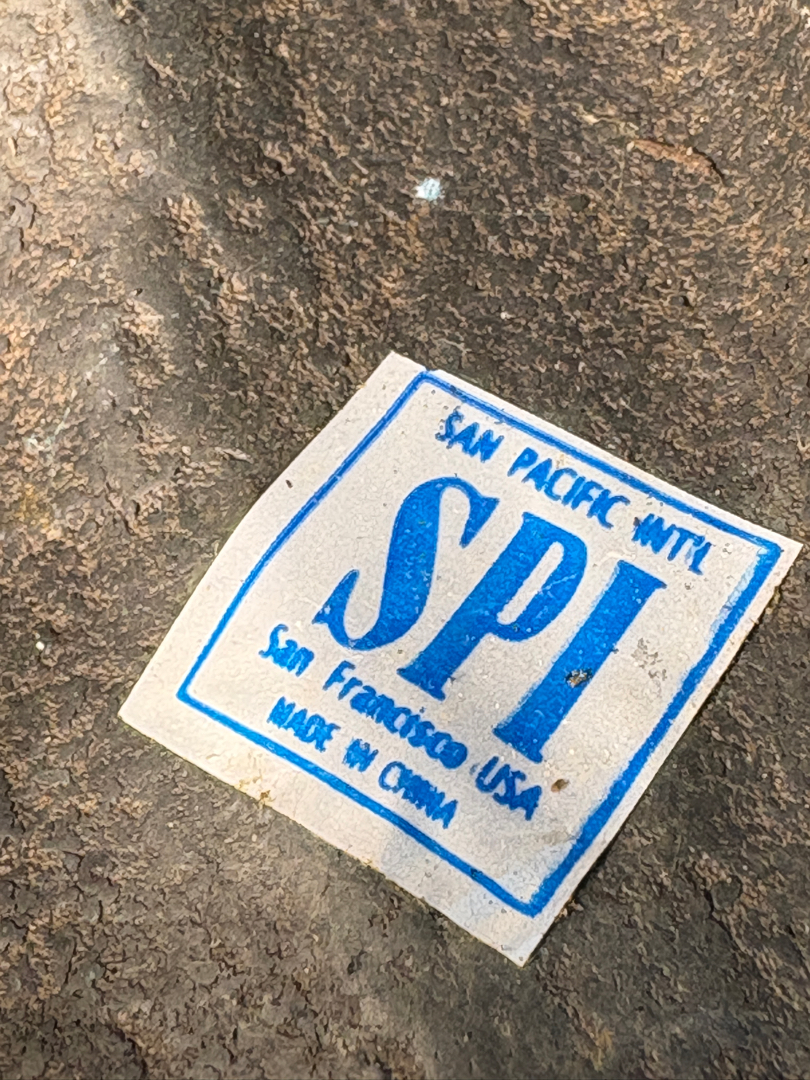 SAN PACIFIC INT'L
SPI
San Francisco USA
MADE IN CHINA